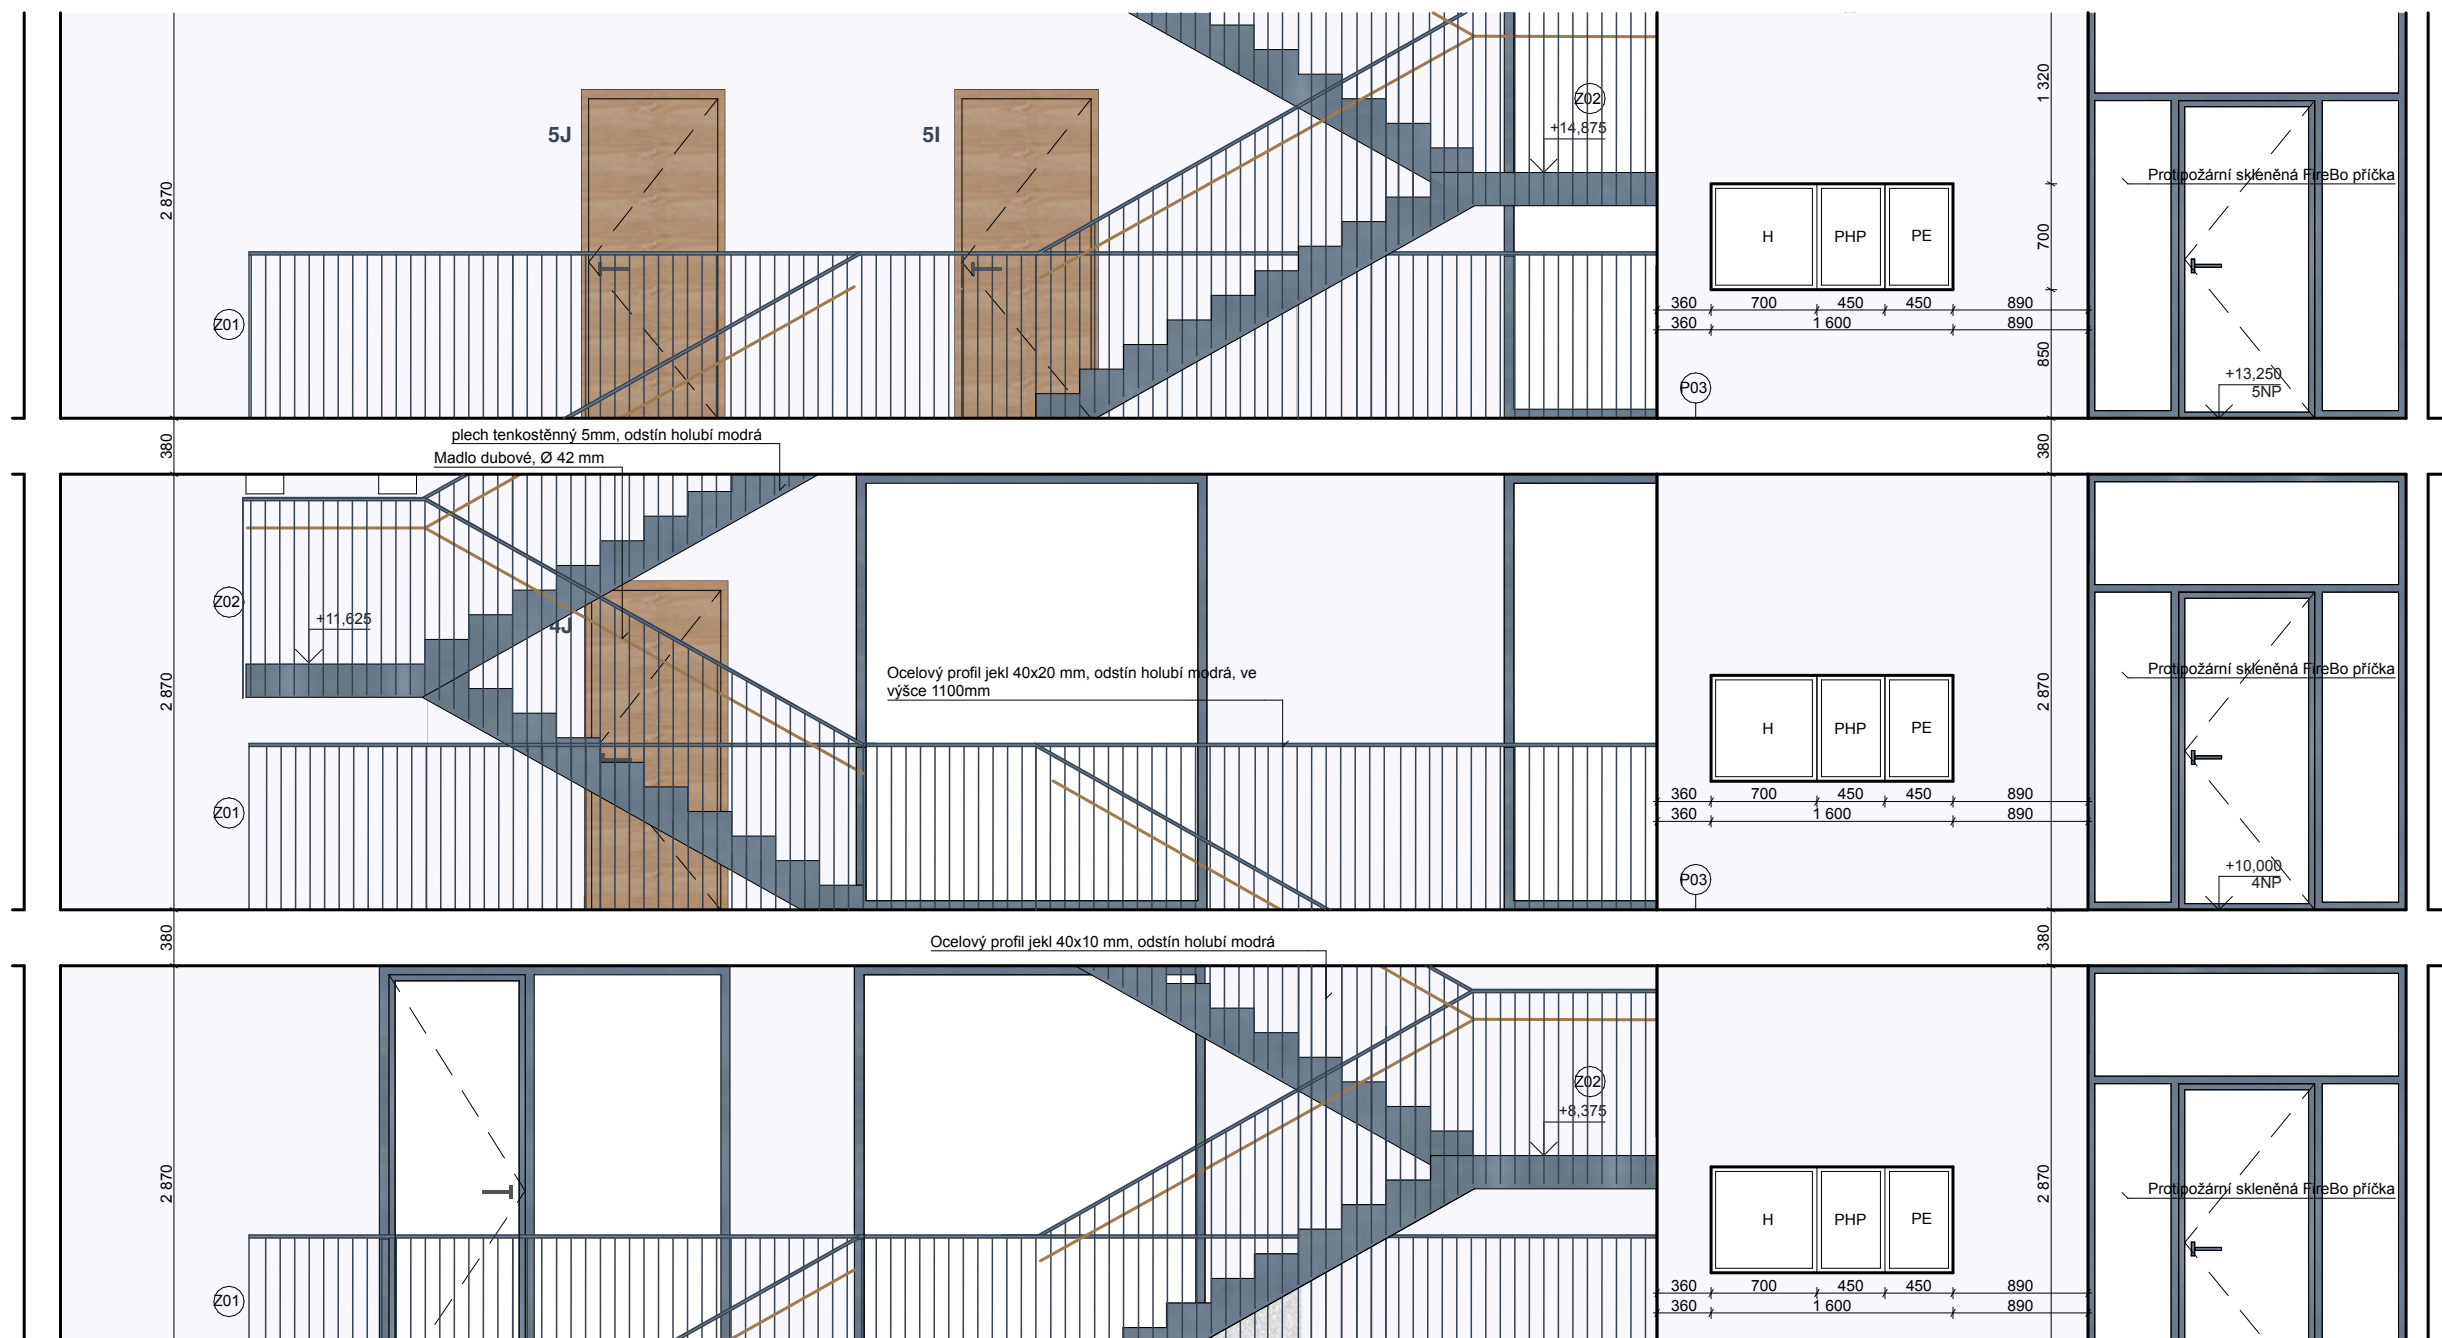 1 320
Z02
+14,875
5J
5I
Protipožární skleněná FireBo příčka
2 870
700
H
PHP
PE
360
700
450
450
890
Z01
360
1 600
890
850
+13,250
5NP
P03
380
plech tenkostěnný 5mm, odstín holubí modrá
Madlo dubové, Ø 42 mm
380
Z02
+11,625
4J
Ocelový profil jekl 40x20 mm, odstín holubí modrá, ve
výšce 1100mm
Protipožární skleněná FireBo příčka
2 870
2 870
H
PHP
PE
360
700
450
450
890
Z01
360
1 600
890
+10,000
4NP
P03
380
Ocelový profil jekl 40x10 mm, odstín holubí modrá
380
Z02
+8,375
2 870
2 870
Protipožární skleněná FireBo příčka
H
PHP
PE
360
700
450
450
890
Z01
360
1 600
890